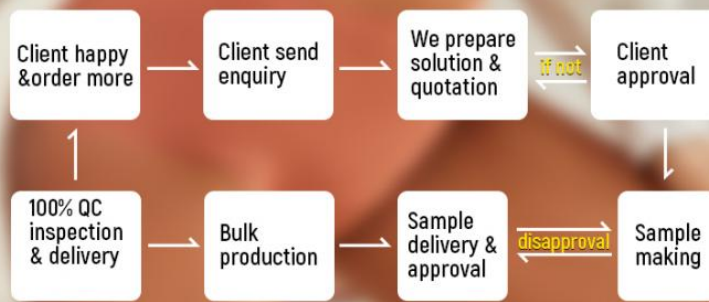 Client happy
&order more
Client send
enquiry
We prepare
solution &
quotation
if not
Client
approval
100% QC
inspection
& delivery
Bulk
production
Sample
delivery &
approval
disapproval
Sample
making